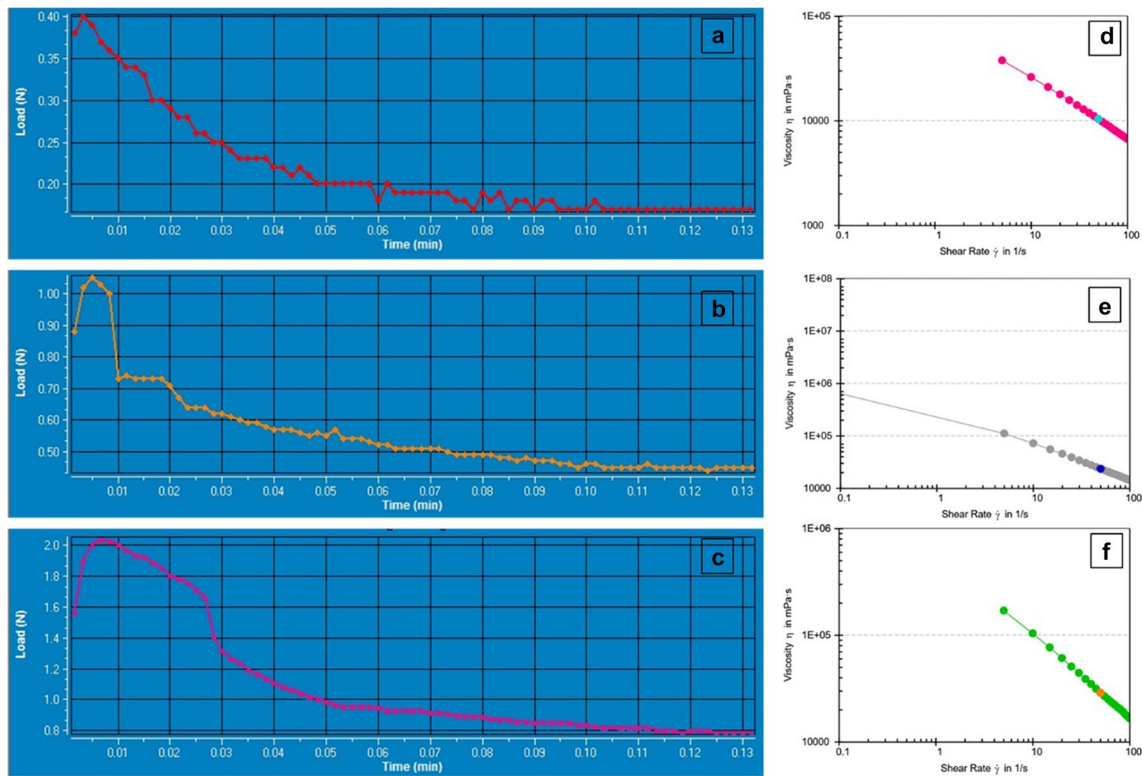 a
Load (N)
0.40
0.35
0.30
0.25
0.20
0.01 0.02 0.03 0.04 0.05 0.06 0.07 0.08 0.09 0.10 0.11 0.12 0.13
Time (min)
d
Viscosity η in mPa·s
1E+05
10000
1000
0.1 1 10 100
Shear Rate γ̇ in 1/s
b
Load (N)
1.00
0.90
0.80
0.70
0.60
0.50
0.01 0.02 0.03 0.04 0.05 0.06 0.07 0.08 0.09 0.10 0.11 0.12 0.13
Time (min)
e
Viscosity η in mPa·s
1E+08
1E+07
1E+06
1E+05
10000
0.1 1 10 100
Shear Rate γ̇ in 1/s
c
Load (N)
2.0
1.8
1.6
1.4
1.2
1.0
0.8
0.01 0.02 0.03 0.04 0.05 0.06 0.07 0.08 0.09 0.10 0.11 0.12 0.13
Time (min)
f
Viscosity η in mPa·s
1E+06
1E+05
10000
0.1 1 10 100
Shear Rate γ̇ in 1/s